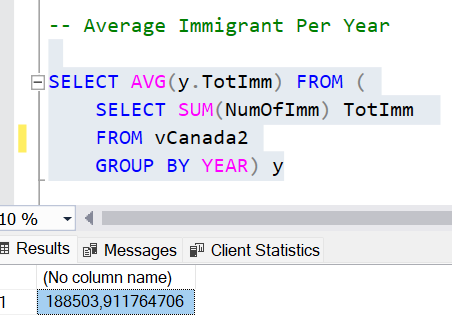 -- Average Immigrant Per Year
SELECT AVG(y.TotImm) FROM (
SELECT SUM(NumOfImm) TotImm
FROM vCanada2
GROUP BY YEAR) y
10 %
Results Messages Client Statistics
(No column name)
1 188503,911764706